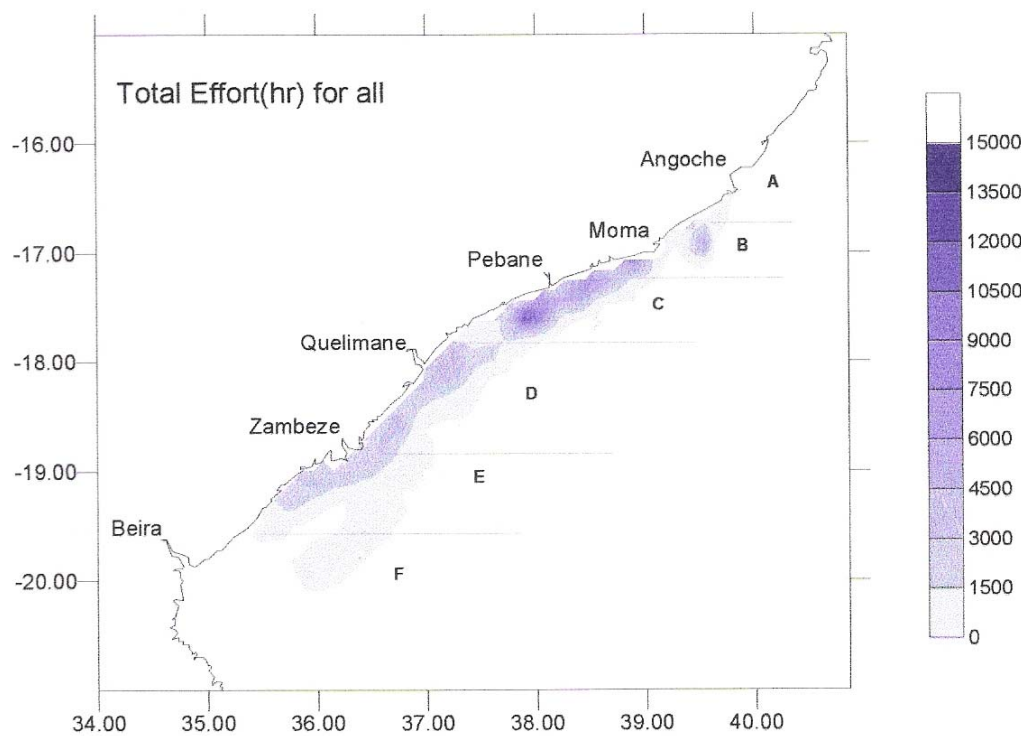 Total Effort(hr) for all
-16.00
-17.00
-18.00
-19.00
-20.00
Angoche
A
Moma
B
Pebane
C
Quelimane
D
Zambeze
E
Beira
F
34.00 35.00 36.00 37.00 38.00 39.00 40.00
15000
13500
12000
10500
9000
7500
6000
4500
3000
1500
0